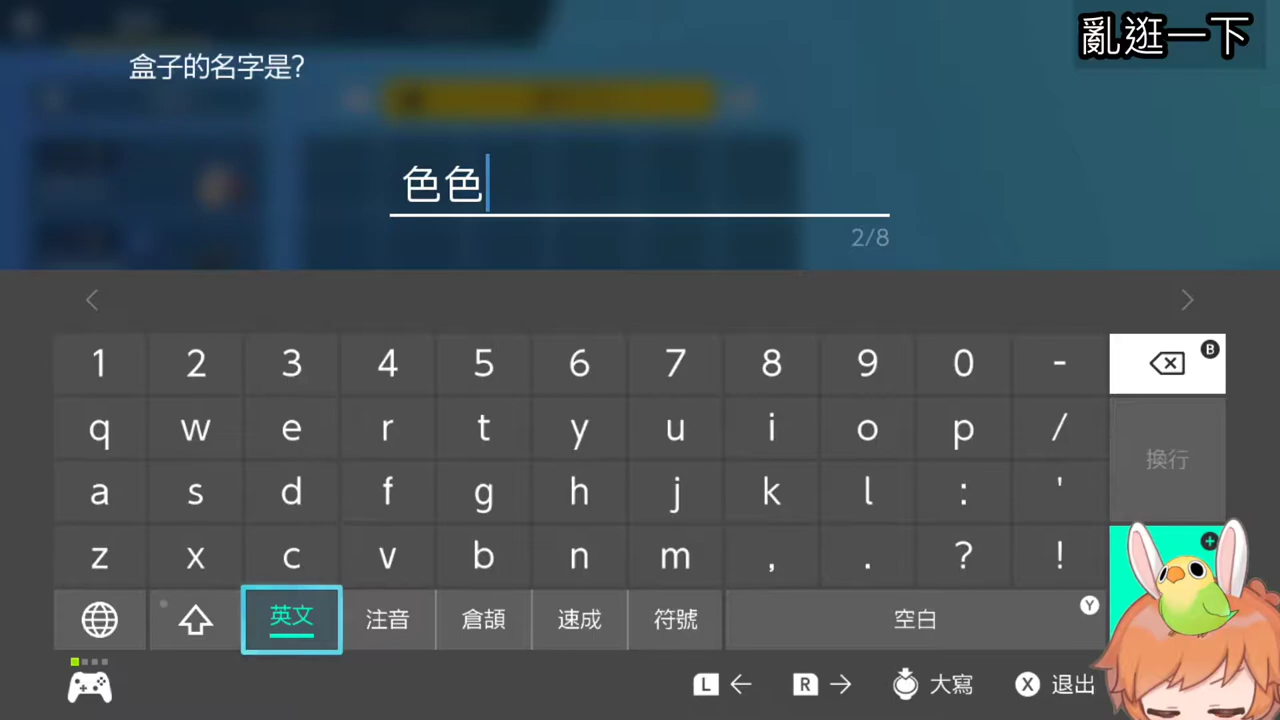 亂逛一下
盒子的名字是?
色色
2/8
1 2 3 4 5 6 7 8 9 0 - B
q w e r t y u i o p /
換行
a s d f g h j k l : '
z x c v b n m , . ? ! +
英文 注音 倉頡 速成 符號 空白 Y
L ← R → 大寫 X 退出